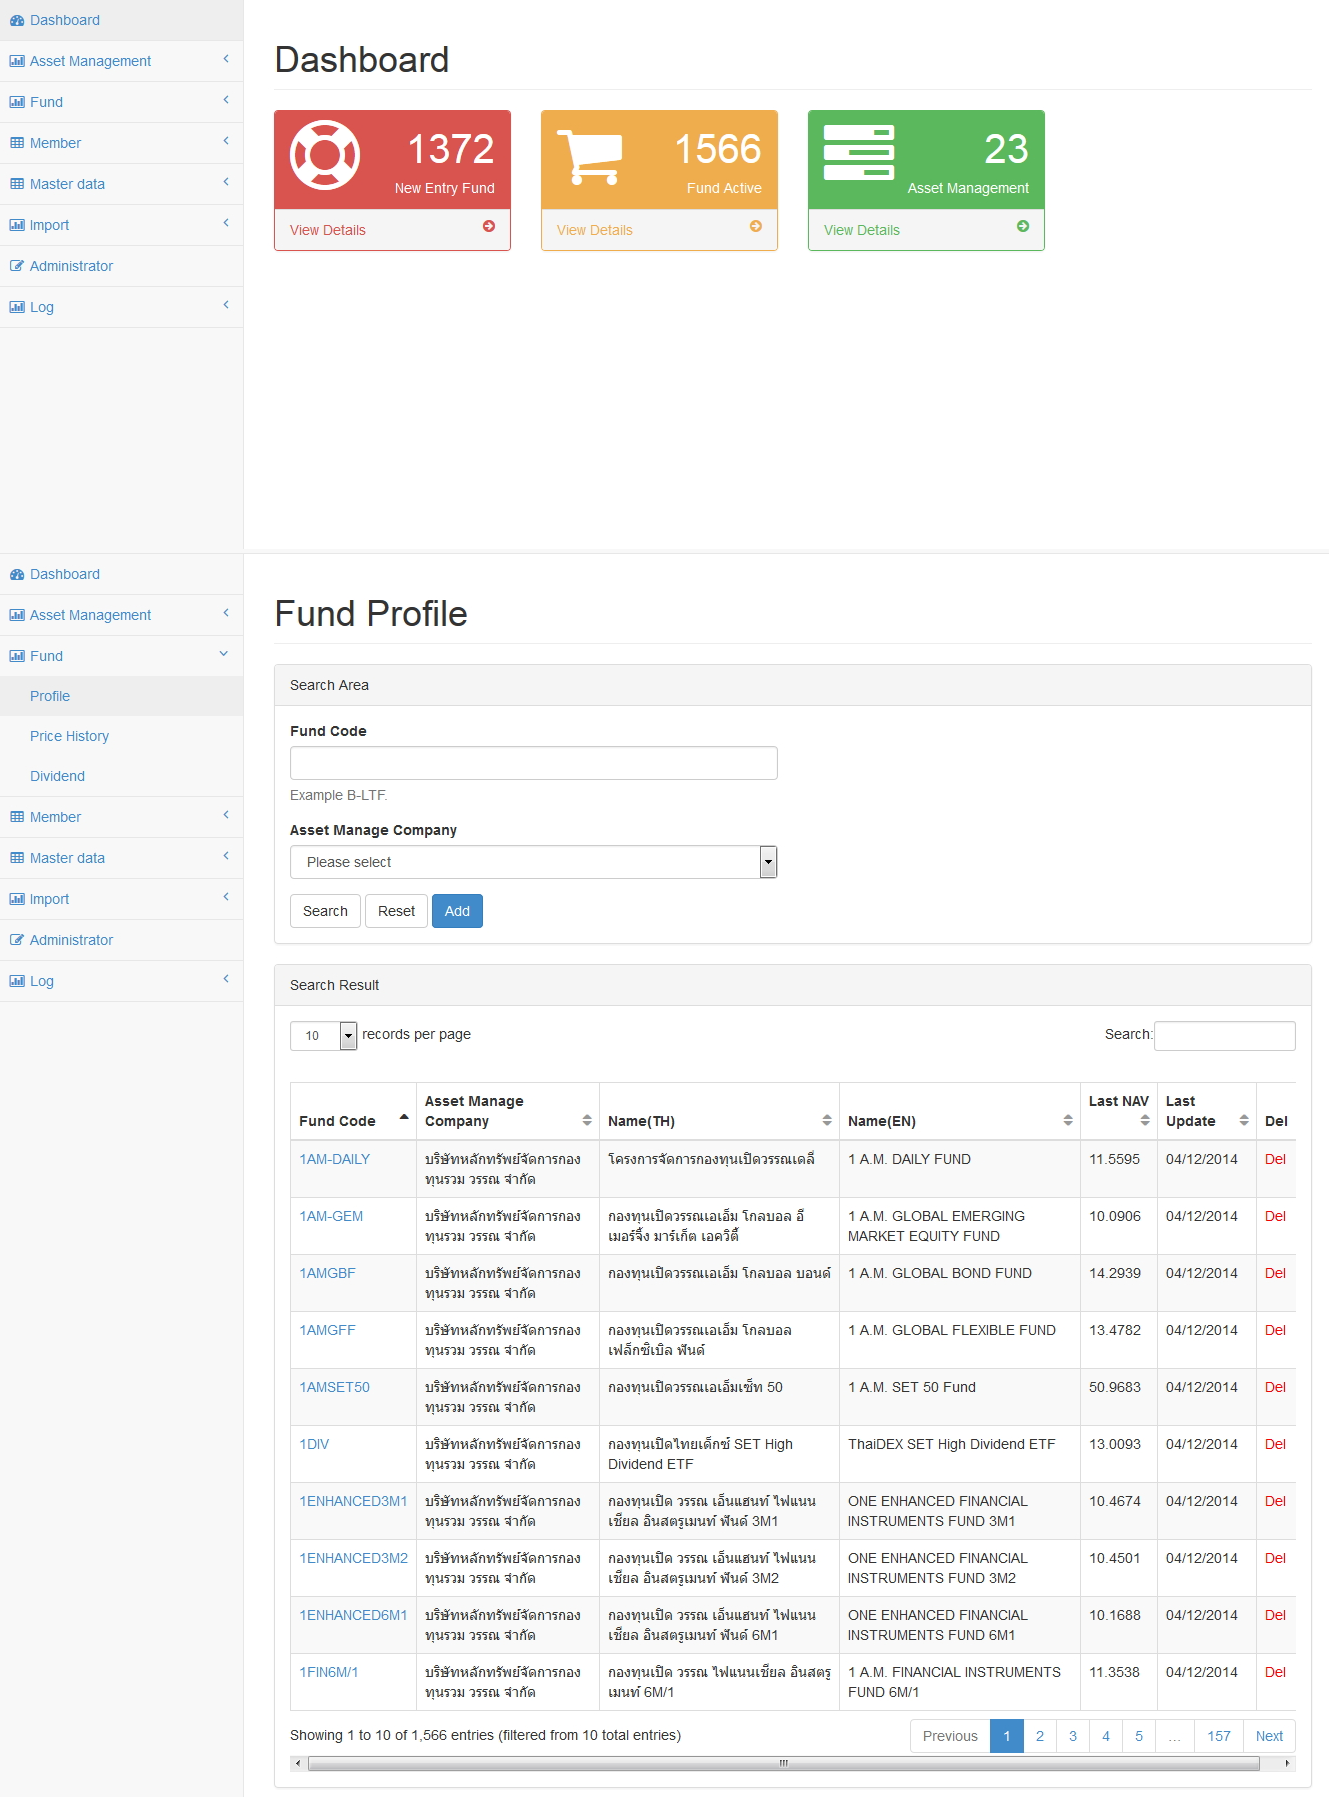 Dashboard
Asset Management
Fund
Member
Master data
Import
Administrator
Log
Dashboard
1372
New Entry Fund
View Details
1566
Fund Active
View Details
23
Asset Management
View Details
Dashboard
Asset Management
Fund
Profile
Price History
Dividend
Member
Master data
Import
Administrator
Log
Fund Profile
Search Area
Fund Code
Example B-LTF.
Asset Manage Company
Please select
Search Reset Add
Search Result
10 records per page Search:
Fund Code Asset Manage Company Name(TH) Name(EN) Last NAV Last Update Del
1AM-DAILY บริษัทหลักทรัพย์จัดการกอง โครงการจัดการกองทุนเปิดวรรณเดลี่ 1 A.M. DAILY FUND 11.5595 04/12/2014 Del
ทุนรวม วรรณ จำกัด
1AM-GEM บริษัทหลักทรัพย์จัดการกอง กองทุนเปิดวรรณเอเอ็ม โกลบอล อี 1 A.M. GLOBAL EMERGING 10.0906 04/12/2014 Del
ทุนรวม วรรณ จำกัด เมอร์จิ้ง มาร์เก็ต เอควิตี้ MARKET EQUITY FUND
1AMGBF บริษัทหลักทรัพย์จัดการกอง กองทุนเปิดวรรณเอเอ็ม โกลบอล บอนด์ 1 A.M. GLOBAL BOND FUND 14.2939 04/12/2014 Del
ทุนรวม วรรณ จำกัด
1AMGFF บริษัทหลักทรัพย์จัดการกอง กองทุนเปิดวรรณเอเอ็ม โกลบอล 1 A.M. GLOBAL FLEXIBLE FUND 13.4782 04/12/2014 Del
ทุนรวม วรรณ จำกัด เฟล็กซิเบิล ฟันด์
1AMSET50 บริษัทหลักทรัพย์จัดการกอง กองทุนเปิดวรรณเอเอ็มเซ็ท 50 1 A.M. SET 50 Fund 50.9683 04/12/2014 Del
ทุนรวม วรรณ จำกัด
1DIV บริษัทหลักทรัพย์จัดการกอง กองทุนเปิดไทยเด็กซ์ SET High ThaiDEX SET High Dividend ETF 13.0093 04/12/2014 Del
ทุนรวม วรรณ จำกัด Dividend ETF
1ENHANCED3M1 บริษัทหลักทรัพย์จัดการกอง กองทุนเปิด วรรณ เอ็นแฮนท์ ไฟแนน ONE ENHANCED FINANCIAL 10.4674 04/12/2014 Del
ทุนรวม วรรณ จำกัด เชียล อินสตรูเมนท์ ฟันด์ 3M1 INSTRUMENTS FUND 3M1
1ENHANCED3M2 บริษัทหลักทรัพย์จัดการกอง กองทุนเปิด วรรณ เอ็นแฮนท์ ไฟแนน ONE ENHANCED FINANCIAL 10.4501 04/12/2014 Del
ทุนรวม วรรณ จำกัด เชียล อินสตรูเมนท์ ฟันด์ 3M2 INSTRUMENTS FUND 3M2
1ENHANCED6M1 บริษัทหลักทรัพย์จัดการกอง กองทุนเปิด วรรณ เอ็นแฮนท์ ไฟแนน ONE ENHANCED FINANCIAL 10.1688 04/12/2014 Del
ทุนรวม วรรณ จำกัด เชียล อินสตรูเมนท์ ฟันด์ 6M1 INSTRUMENTS FUND 6M1
1FIN6M/1 บริษัทหลักทรัพย์จัดการกอง กองทุนเปิด วรรณ ไฟแนนเชียล อินสตรู 1 A.M. FINANCIAL INSTRUMENTS 11.3538 04/12/2014 Del
ทุนรวม วรรณ จำกัด เมนท์ 6M/1 FUND 6M/1
Showing 1 to 10 of 1,566 entries (filtered from 10 total entries) Previous 1 2 3 4 5 … 157 Next